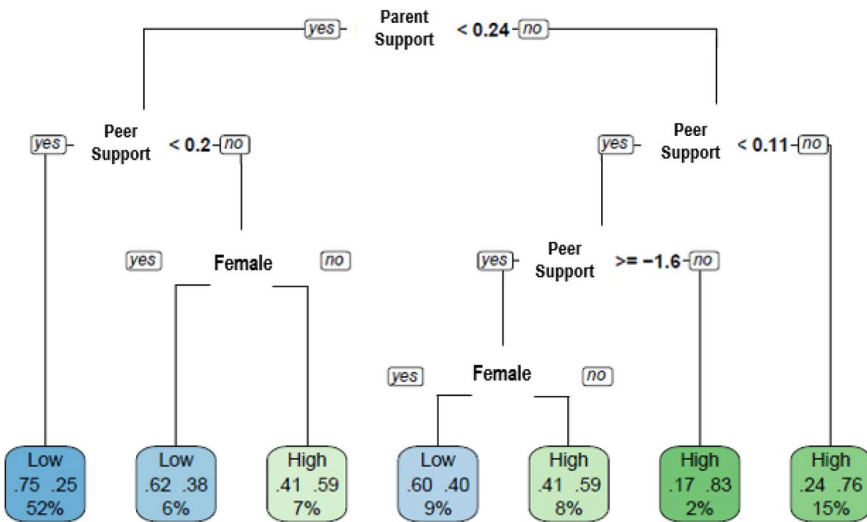 Parent
Support
yes < 0.24 no
Peer
Support
yes < 0.2 no
Peer
Support
yes < 0.11 no
yes Female no
Peer
Support
yes >= −1.6 no
yes Female no
Low
.75 .25
52%
Low
.62 .38
6%
High
.41 .59
7%
Low
.60 .40
9%
High
.41 .59
8%
High
.17 .83
2%
High
.24 .76
15%